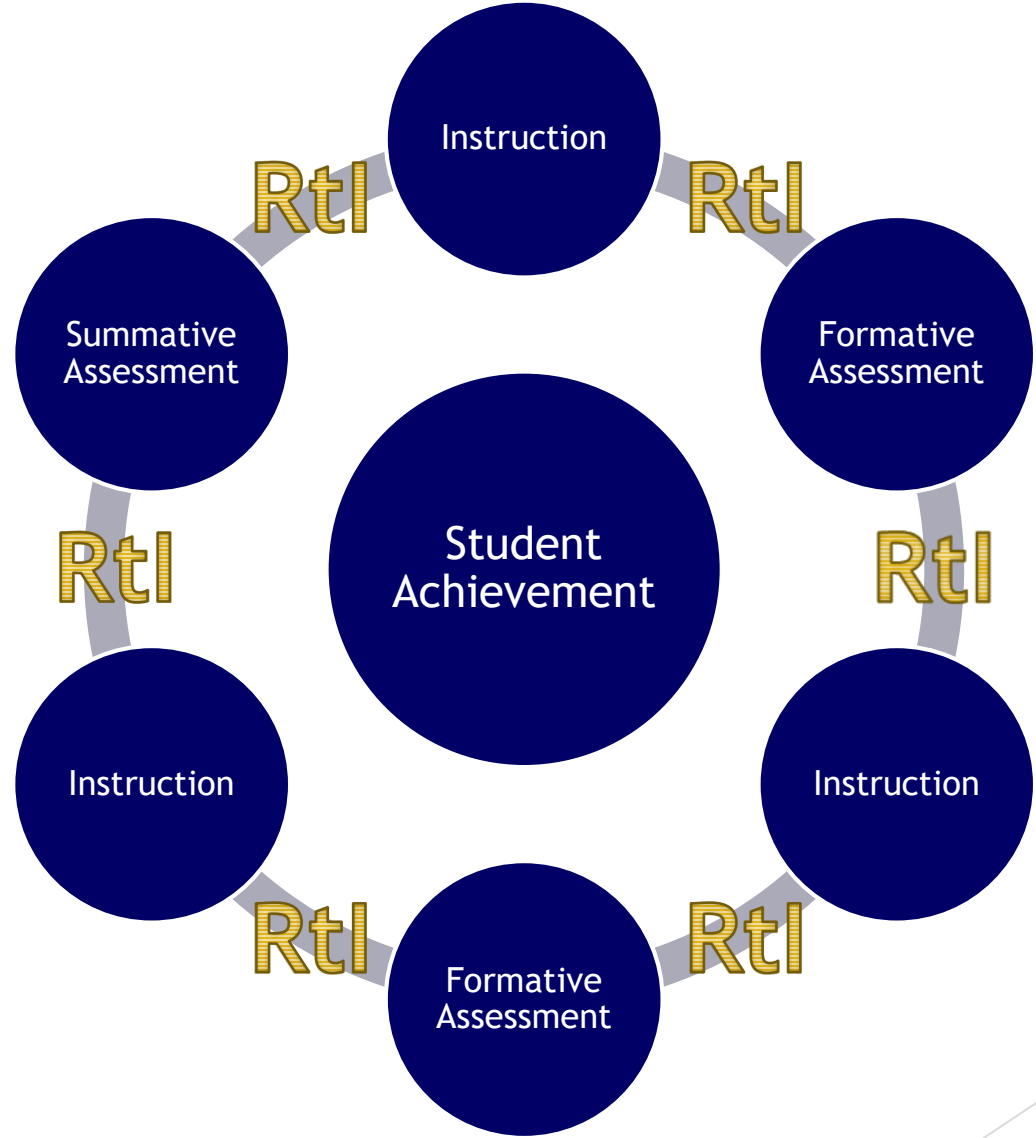 Instruction
RtI
RtI
Summative
Assessment
Formative
Assessment
Student
Achievement
RtI
RtI
Instruction
Instruction
RtI
RtI
Formative
Assessment